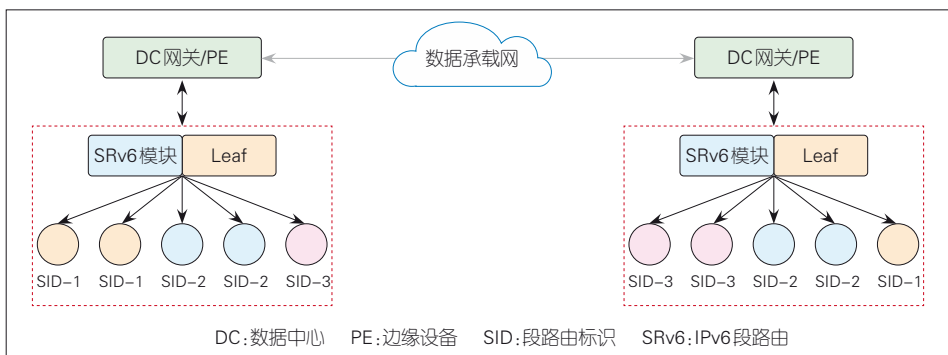 DC网关/PE
数据承载网
DC网关/PE
SRv6模块 Leaf
SRv6模块 Leaf
SID-1 SID-1 SID-2 SID-2 SID-3
SID-3 SID-3 SID-2 SID-2 SID-1
DC:数据中心 PE:边缘设备 SID:段路由标识 SRv6:IPv6段路由